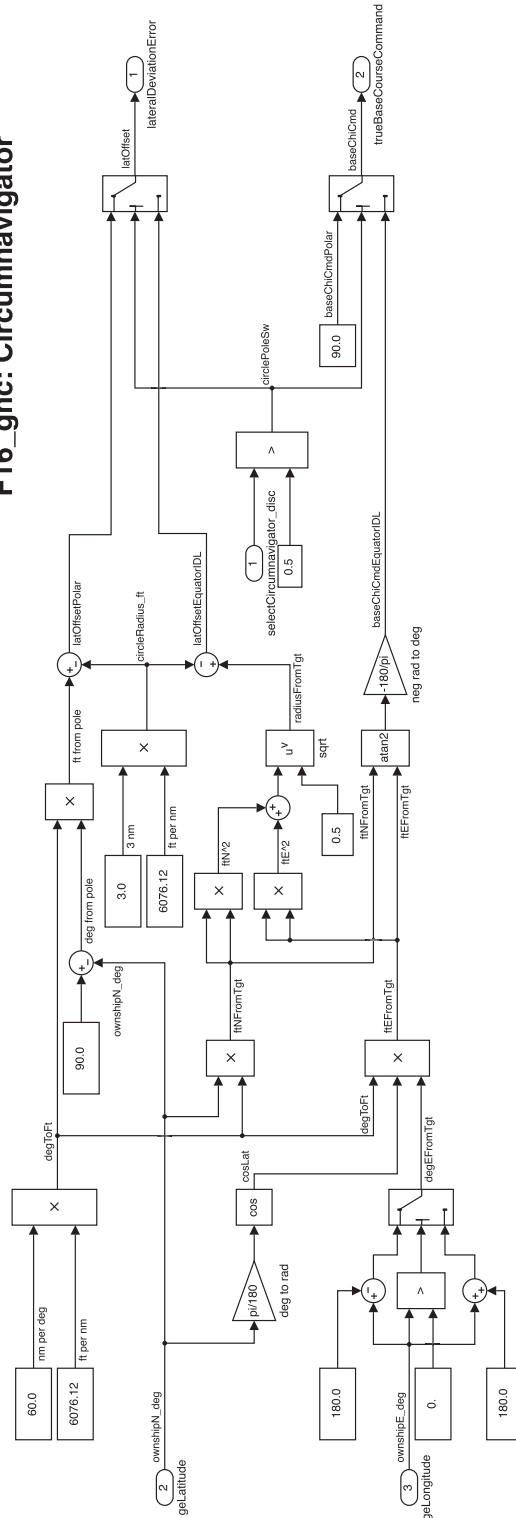 F16_gnc: Circumnavigator
60.0
nm per deg
6076.12
ft per nm
×
degToFt
90.0
ownshipN_deg
+
-
deg from pole
×
ft from pole
+
-
latOffsetPolar
3.0
3 nm
6076.12
ft per nm
×
circleRadius_ft
-
+
latOffsetEquatorIDL
latOffset
1
lateralDeviationError
2
geLatitude
ownshipN_deg
pi/180
deg to rad
cos
cosLat
×
ftNFromTgt
×
ftN^2
×
ftE^2
+
+
0.5
u^v
sqrt
radiusFromTgt
1
selectCircumnavigator_disc
0.5
>
circlePoleSw
90.0
baseChiCmdPolar
baseChiCmd
2
trueBaseCourseCommand
3
geLongitude
ownshipE_deg
180.0
-
+
0.
>
180.0
+
+
degEFromTgt
degToFt
×
ftEFromTgt
ftNFromTgt
ftEFromTgt
atan2
-180/pi
neg rad to deg
baseChiCmdEquatorIDL